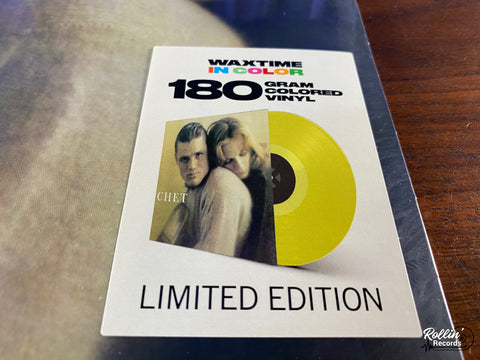 WAXTIME
IN COLOR
180 GRAM
COLORED
VINYL
CHET
LIMITED EDITION
Rollin'
Records